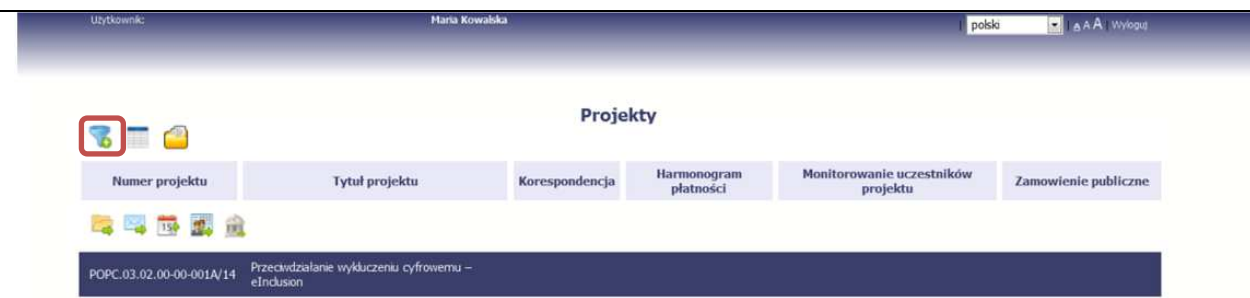 Użytkownik: Maria Kowalska | polski | A A A | Wyloguj
Projekty
Numer projektu Tytuł projektu Korespondencja Harmonogram płatności Monitorowanie uczestników projektu Zamowienie publiczne
15
POPC.03.02.00-00-001A/14 Przeciwdziałanie wykluczeniu cyfrowemu –
eInclusion